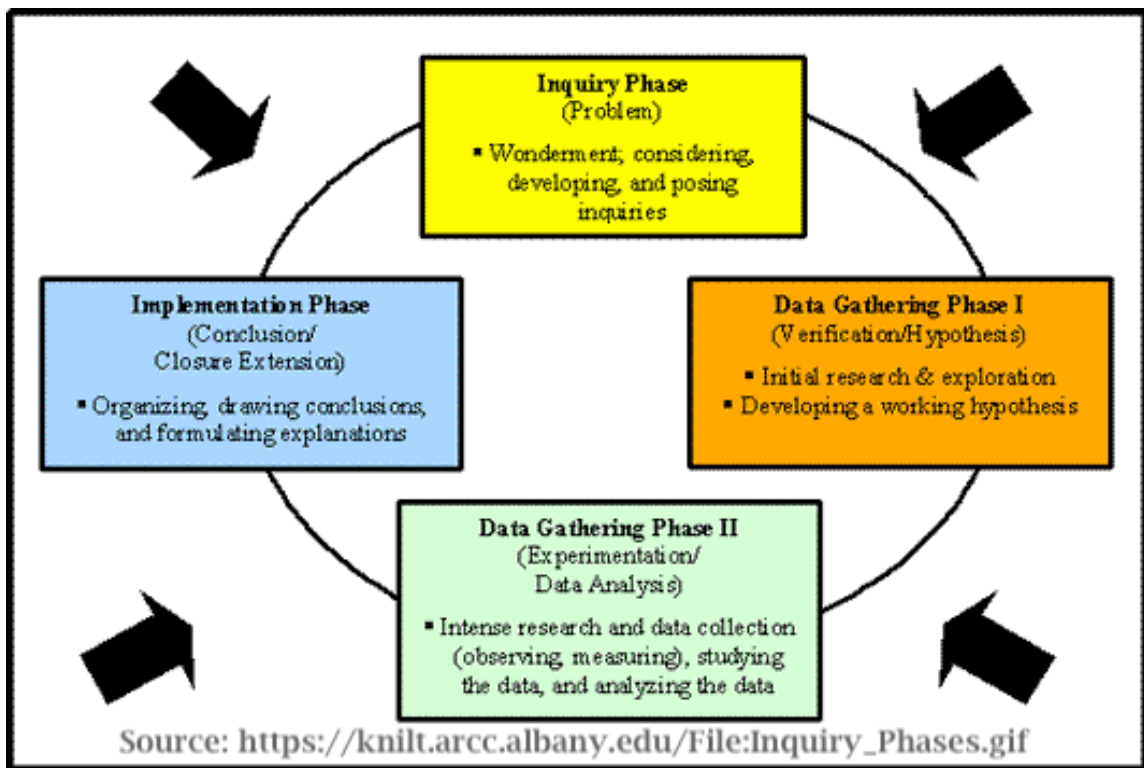 Inquiry Phase
(Problem)
▪ Wonderment; considering,
developing, and posing
inquiries
Implementation Phase
(Conclusion/
Closure Extension)
▪ Organizing, drawing conclusions,
and formulating explanations
Data Gathering Phase I
(Verification/Hypothesis)
▪ Initial research & exploration
▪ Developing a working hypothesis
Data Gathering Phase II
(Experimentation/
Data Analysis)
▪ Intense research and data collection
(observing, measuring), studying
the data, and analyzing the data
Source: https://knilt.arcc.albany.edu/File:Inquiry_Phases.gif